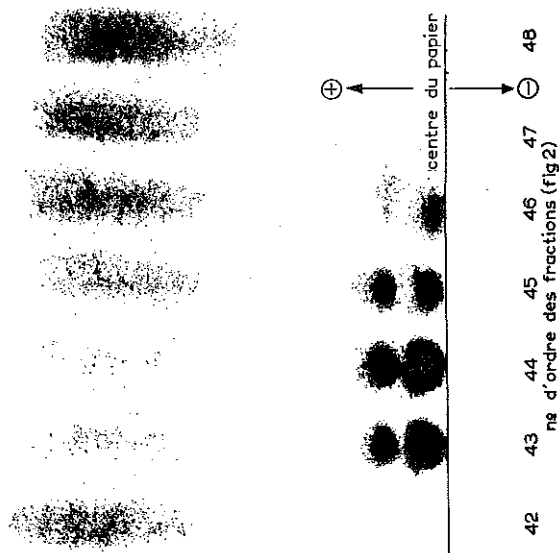 ⊕
centre du papier
⊖
42 43 44 45 46 47 48
nº d'ordre des fractions (fig 2)